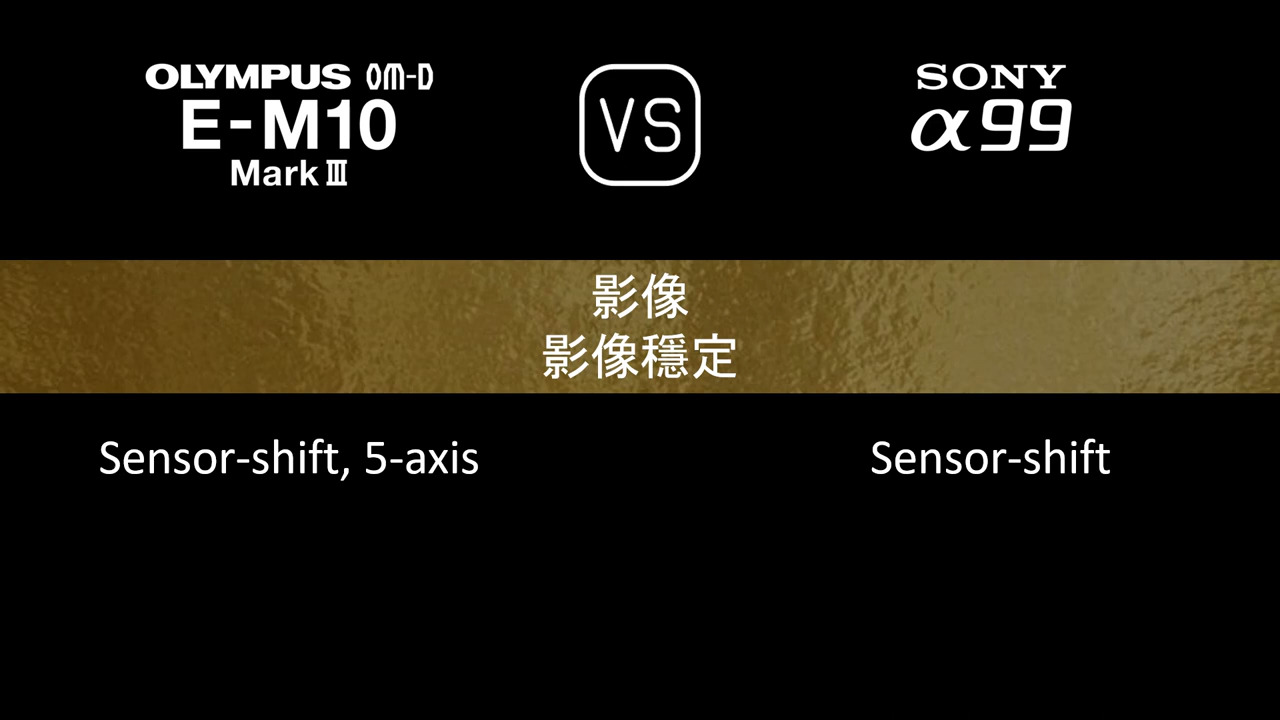 OLYMPUS OM-D
E-M10
Mark III
VS
SONY
α99
影像
影像穩定
Sensor-shift, 5-axis
Sensor-shift